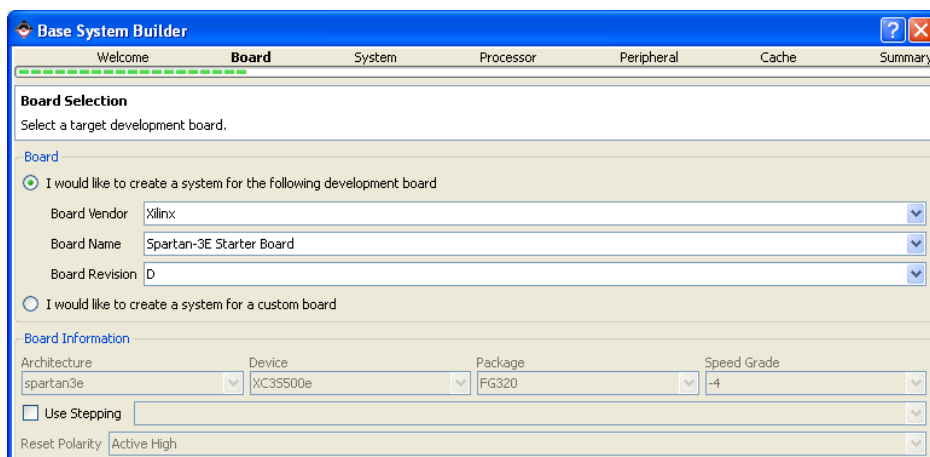 Base System Builder
Welcome Board System Processor Peripheral Cache Summary
Board Selection
Select a target development board.
Board
I would like to create a system for the following development board
Board Vendor Xilinx
Board Name Spartan-3E Starter Board
Board Revision D
I would like to create a system for a custom board
Board Information
Architecture Device Package Speed Grade
spartan3e XC3S500e FG320 -4
Use Stepping
Reset Polarity Active High